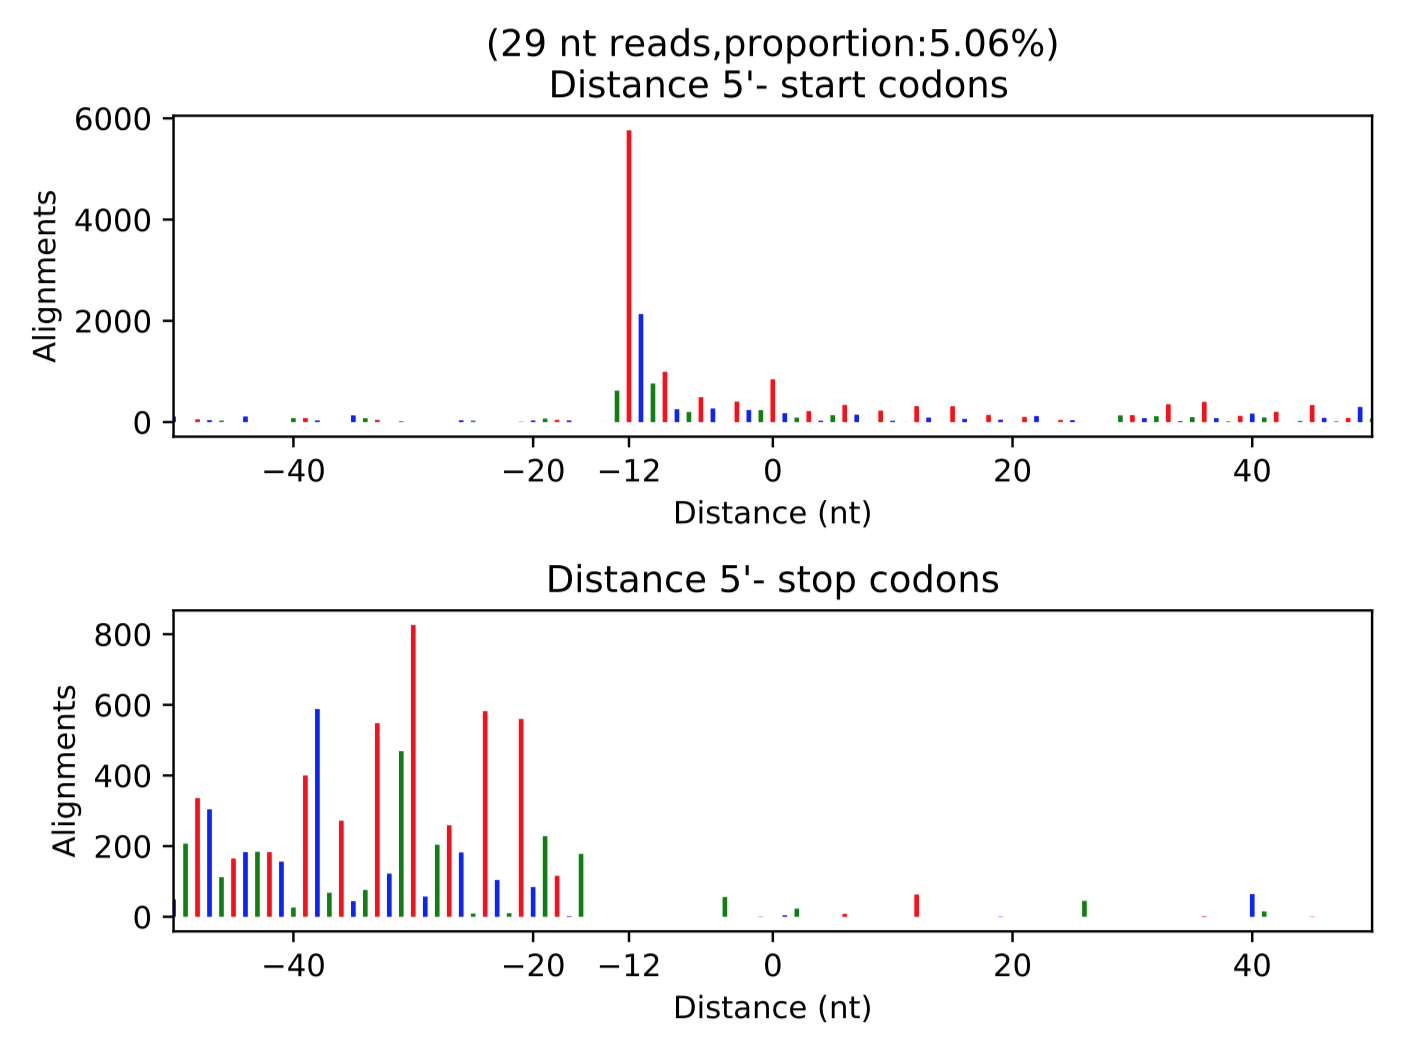 (29 nt reads,proportion:5.06%)
Distance 5'- start codons
6000
4000
2000
0
Alignments
−40 −20 −12 0 20 40
Distance (nt)
Distance 5'- stop codons
800
600
400
200
0
Alignments
−40 −20 −12 0 20 40
Distance (nt)